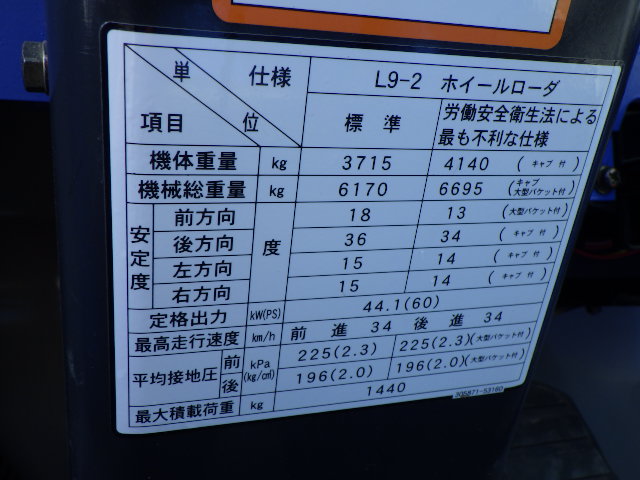 単 仕様 L9-2 ホイールローダ
項目 位 標準 労働安全衛生法による
最も不利な仕様
機体重量 kg 3715 4140 (キャブ 付)
機械総重量 kg 6170 6695 (キャブ 大型バケット付)
安定度 前方向 度 18 13 (大型バケット付)
後方向 36 34 (キャブ 付)
左方向 15 14 (キャブ 付)
右方向 15 14 (キャブ 付)
定格出力 kW(PS) 44.1(60)
最高走行速度 km/h 前進34 後進34
平均接地圧 前 kPa (kg/c㎡) 225(2.3) 225(2.3)(大型バケット付)
後 196(2.0) 196(2.0)(大型バケット付)
最大積載荷重 kg 1440
305871-53160